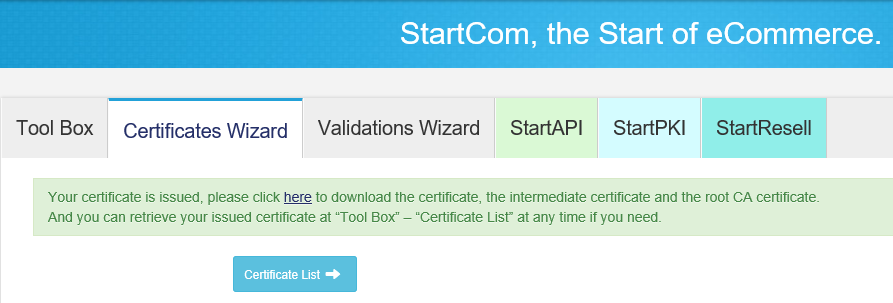 StartCom, the Start of eCommerce.
Tool Box
Certificates Wizard
Validations Wizard
StartAPI
StartPKI
StartResell
Your certificate is issued, please click here to download the certificate, the intermediate certificate and the root CA certificate.
And you can retrieve your issued certificate at “Tool Box” – “Certificate List” at any time if you need.
Certificate List